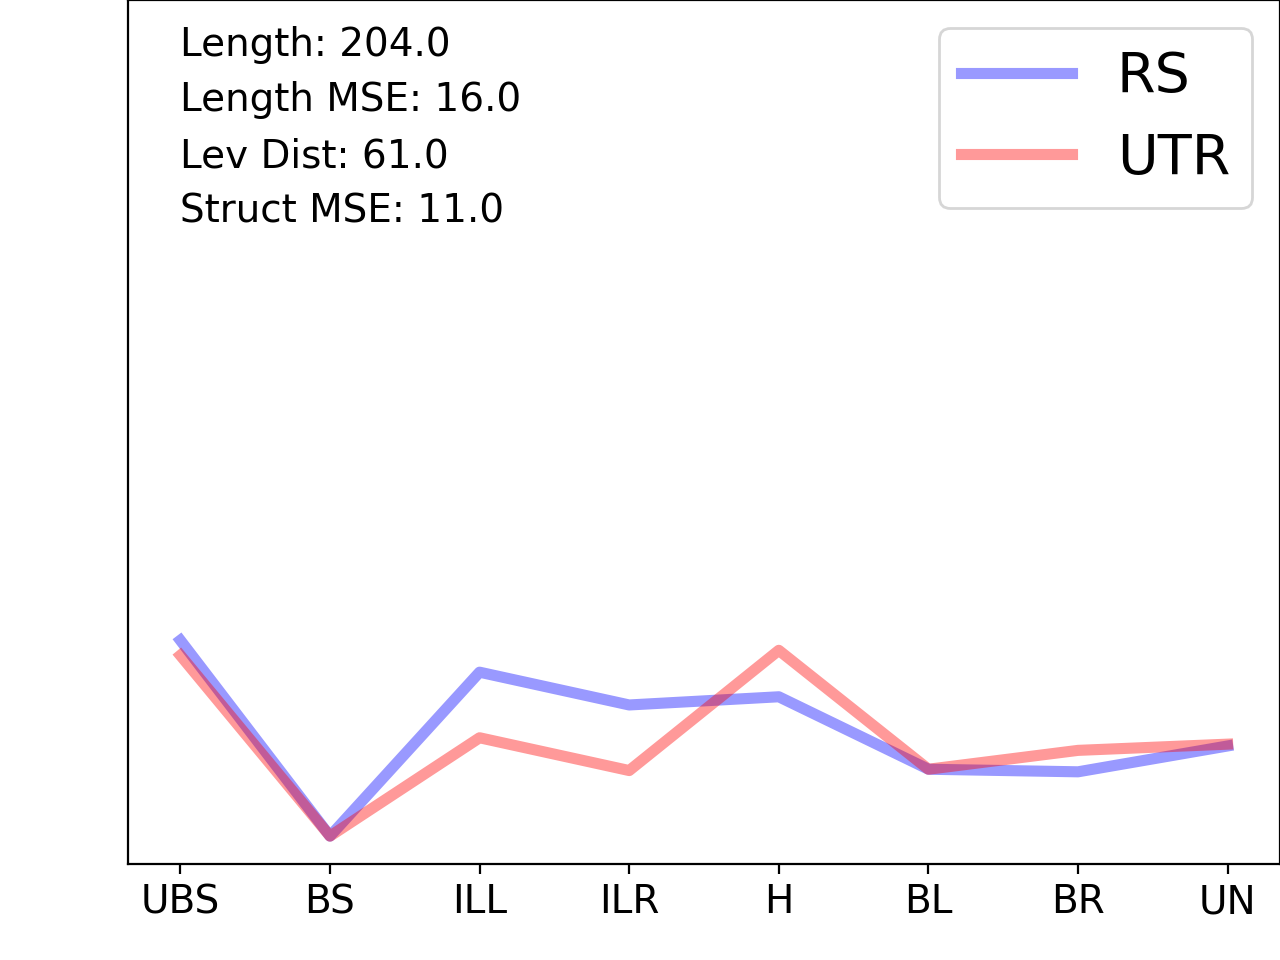 Length: 204.0
Length MSE: 16.0
Lev Dist: 61.0
Struct MSE: 11.0
RS
UTR
UBS BS ILL ILR H BL BR UN